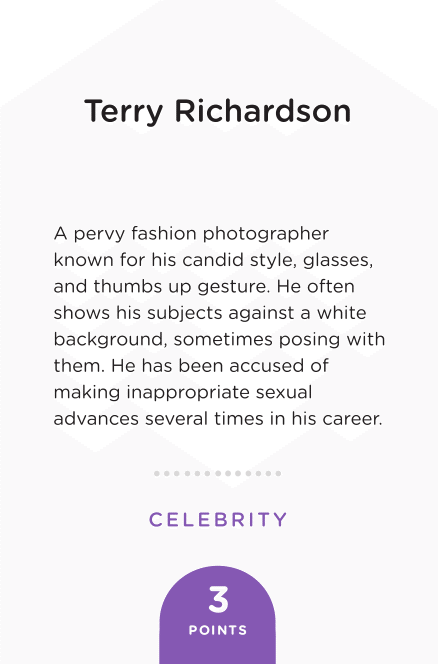 Terry Richardson
A pervy fashion photographer
known for his candid style, glasses,
and thumbs up gesture. He often
shows his subjects against a white
background, sometimes posing with
them. He has been accused of
making inappropriate sexual
advances several times in his career.
CELEBRITY
3
POINTS